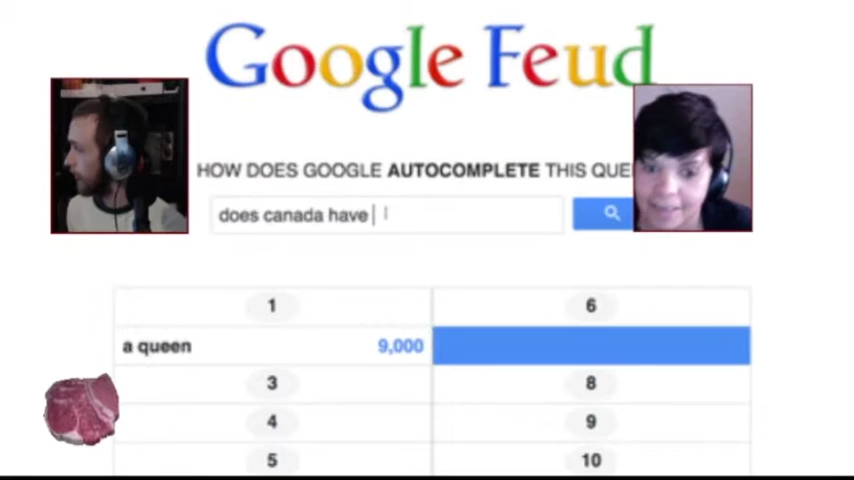 Google Feud
HOW DOES GOOGLE AUTOCOMPLETE THIS
does canada have
1 6
a queen 9,000
3 8
4 9
5 10